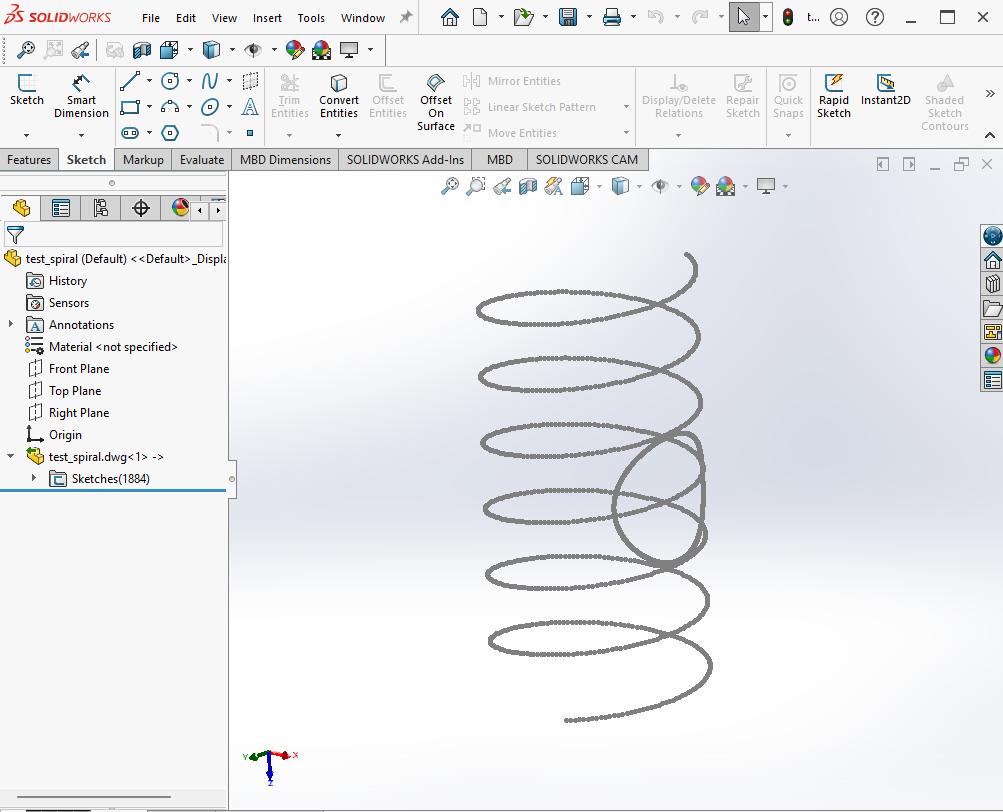 SOLIDWORKS File Edit View Insert Tools Window t...
Sketch Smart Dimension Trim Entities Convert Entities Offset Entities Offset On Surface Mirror Entities Linear Sketch Pattern Move Entities Display/Delete Relations Repair Sketch Quick Snaps Rapid Sketch Instant2D Shaded Sketch Contours
Features Sketch Markup Evaluate MBD Dimensions SOLIDWORKS Add-Ins MBD SOLIDWORKS CAM
test_spiral (Default) <<Default>_Displa
History
Sensors
Annotations
Material <not specified>
Front Plane
Top Plane
Right Plane
Origin
test_spiral.dwg<1> ->
Sketches(1884)
Y X
Z